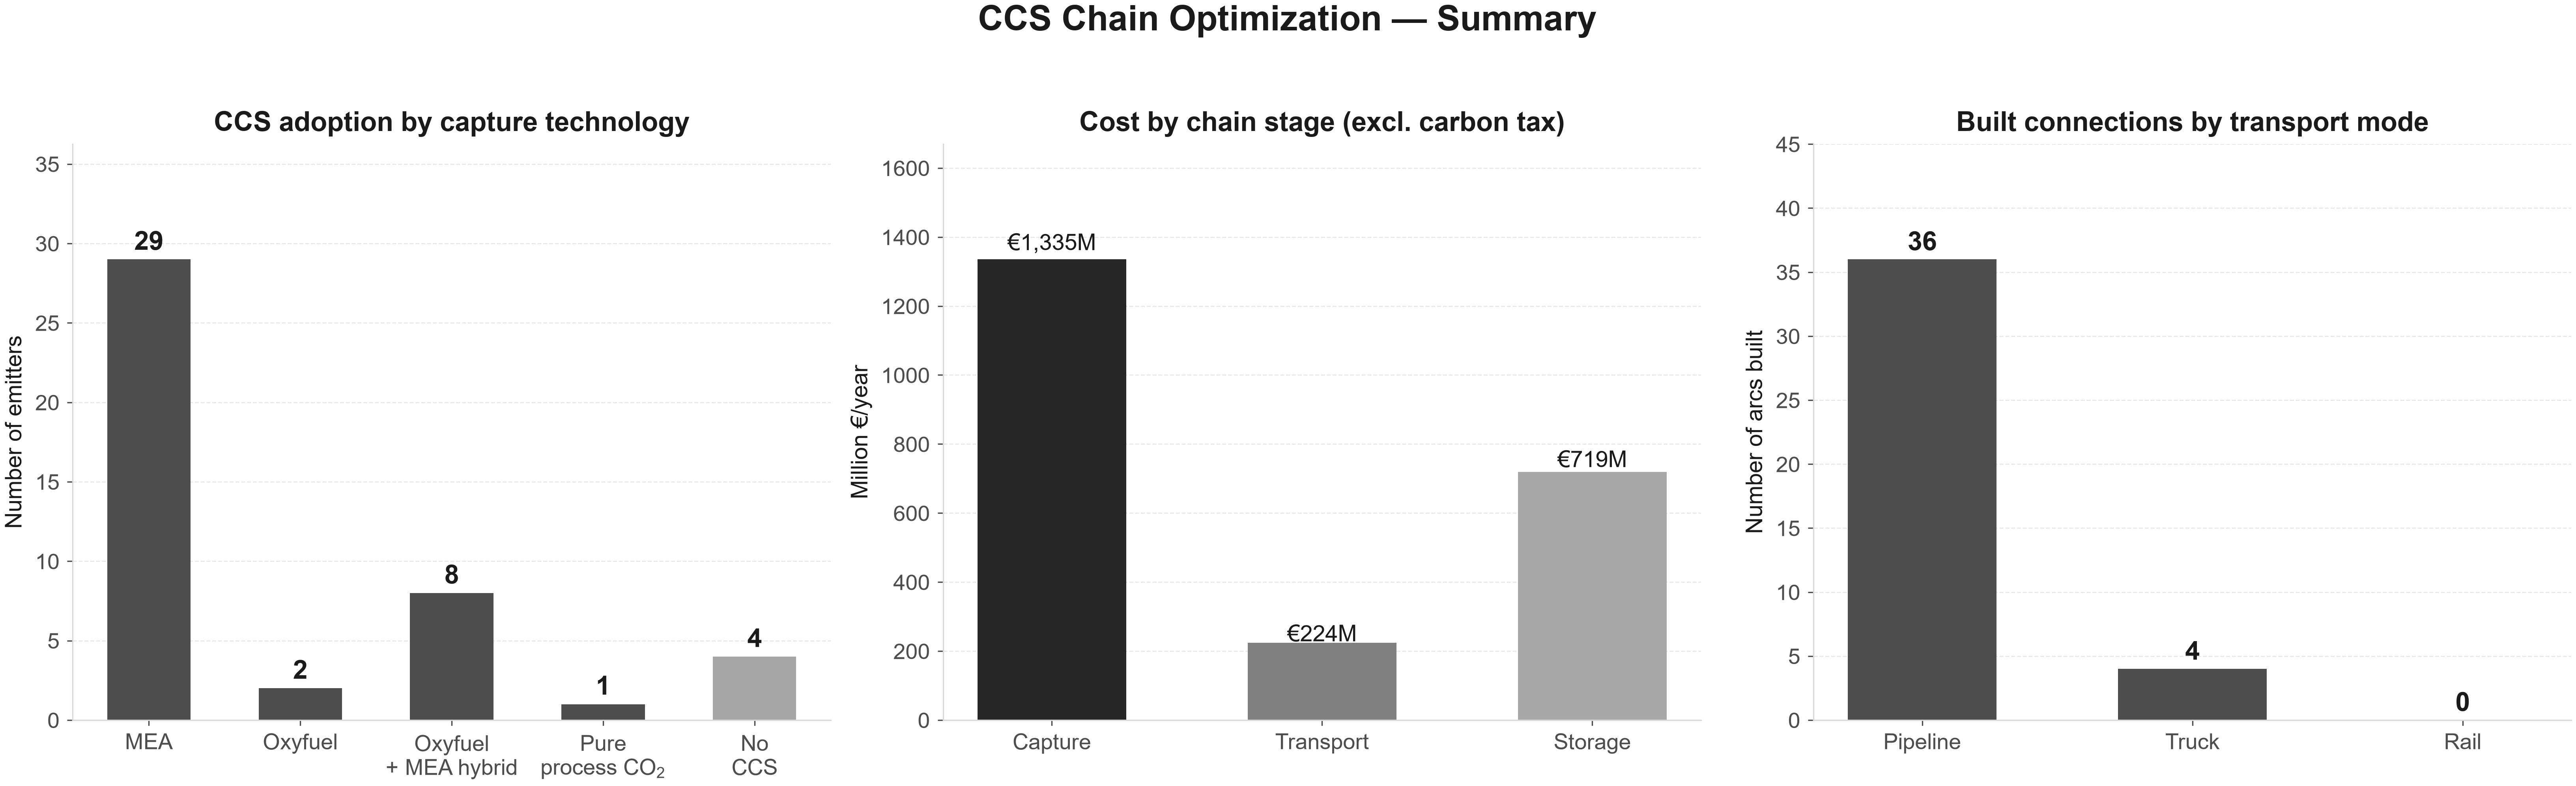 CCS Chain Optimization — Summary
CCS adoption by capture technology
Number of emitters
35
30
25
20
15
10
5
0
29
2
8
1
4
MEA
Oxyfuel
Oxyfuel
+ MEA hybrid
Pure
process CO₂
No
CCS
Cost by chain stage (excl. carbon tax)
Million €/year
1600
1400
1200
1000
800
600
400
200
0
€1,335M
€224M
€719M
Capture
Transport
Storage
Built connections by transport mode
Number of arcs built
45
40
35
30
25
20
15
10
5
0
36
4
0
Pipeline
Truck
Rail